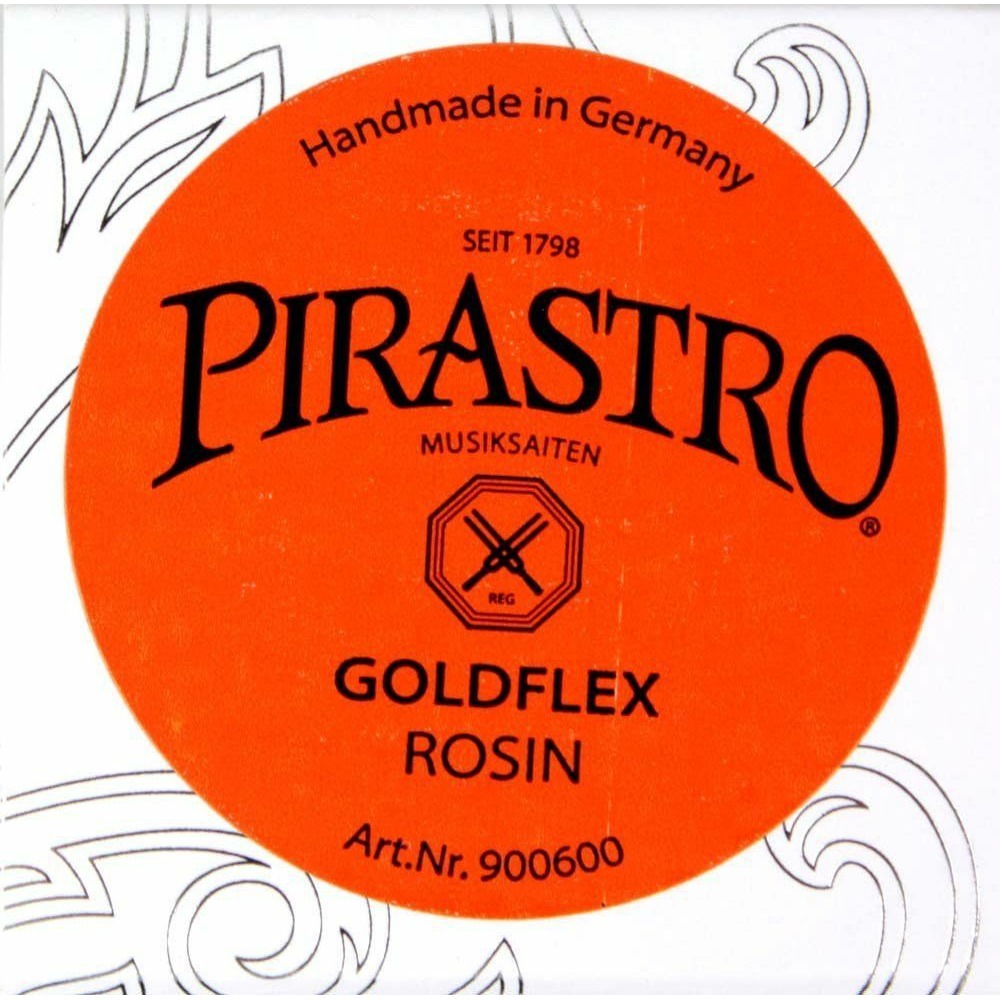 Handmade in Germany
SEIT 1798
PIRASTRO®
MUSIKSAITEN
REG
GOLDFLEX
ROSIN
Art.Nr. 900600